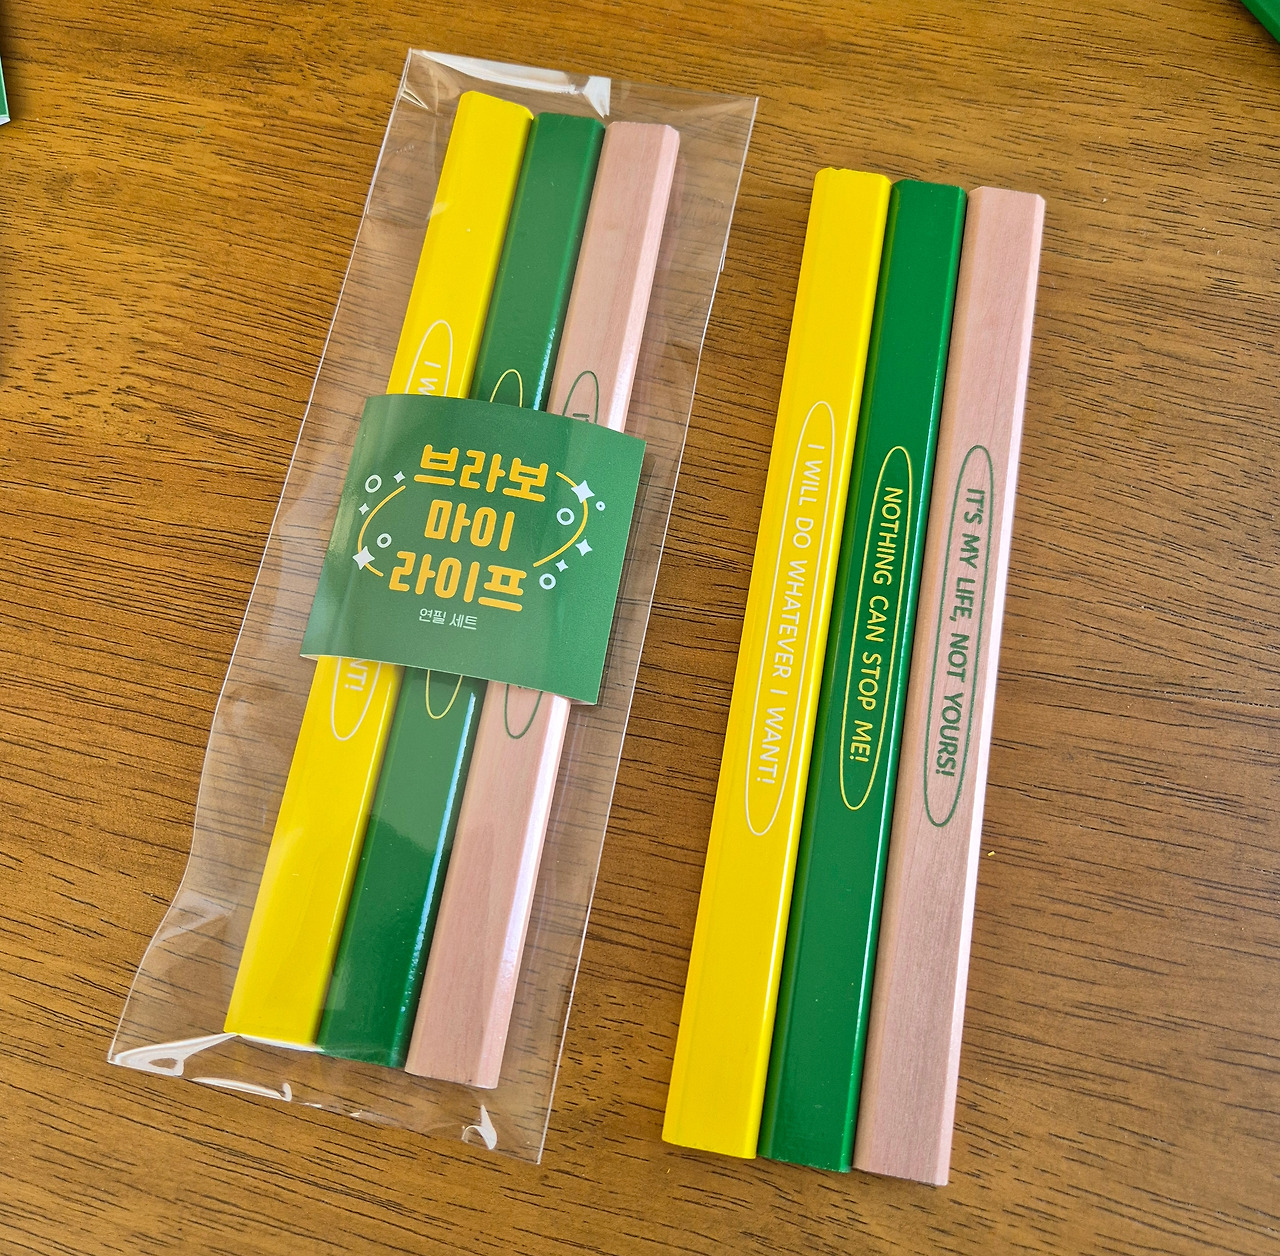 브라보
마이
라이프
연필 세트
I W
NT!
I WILL DO WHATEVER I WANT!
NOTHING CAN STOP ME!
IT'S MY LIFE, NOT YOURS!